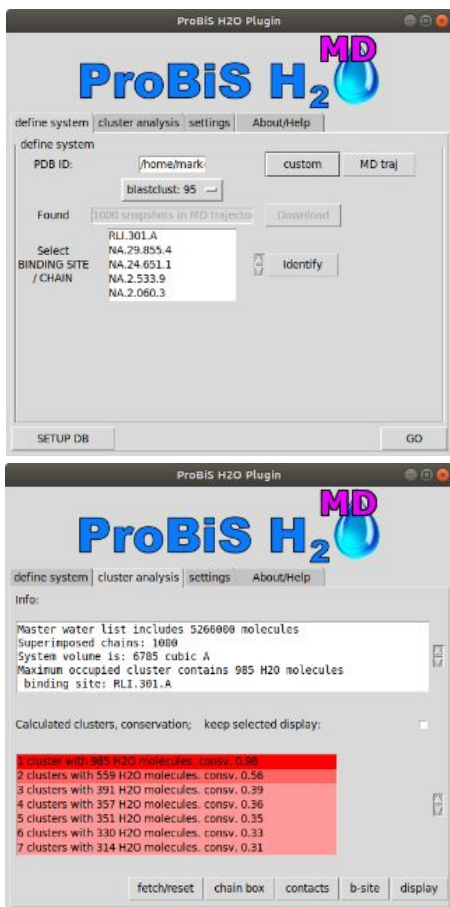 ProBiS H2O Plugin
MD
ProBiS H2
define system cluster analysis settings About/Help
define system
PDB ID: /home/mark custom MD traj
blastclust: 95
Found 1000 snapshots in MD trajecto Download
Select
BINDING SITE
/ CHAIN
RLI.301.A
NA.29.855.4
NA.24.651.1
NA.2.533.9
NA.2.060.3
Identify
SETUP DB GO
ProBiS H2O Plugin
MD
ProBiS H2
define system cluster analysis settings About/Help
Info:
Master water list includes 5266000 molecules
Superimposed chains: 1000
System volume is: 6785 cubic A
Maximum occupied cluster contains 985 H2O molecules
binding site: RLI.301.A
Calculated clusters, conservation; keep selected display:
1 cluster with 985 H2O molecules. consv. 0.98
2 clusters with 559 H2O molecules. consv. 0.56
3 clusters with 391 H2O molecules. consv. 0.39
4 clusters with 357 H2O molecules. consv. 0.36
5 clusters with 351 H2O molecules. consv. 0.35
6 clusters with 330 H2O molecules. consv. 0.33
7 clusters with 314 H2O molecules. consv. 0.31
fetch/reset chain box contacts b-site display